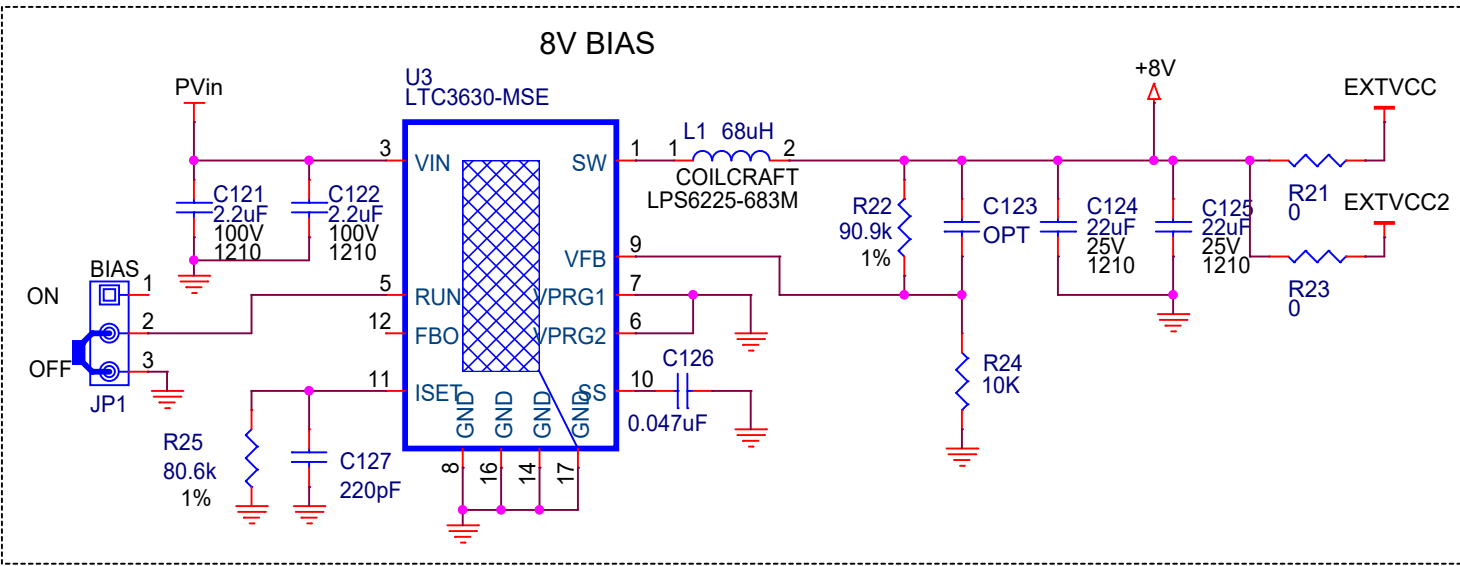 8V BIAS
PVin
U3
LTC3630-MSE
+8V
EXTVCC
3
VIN
SW
1
1
L1 68uH
2
COILCRAFT
LPS6225-683M
C121
2.2uF
100V
1210
C122
2.2uF
100V
1210
R22
90.9k
1%
C123
OPT
C124
22uF
25V
1210
C125
22uF
25V
1210
R21
0
EXTVCC2
R23
0
VFB
9
BIAS
ON
1
2
OFF
3
JP1
5
RUN
VPRG1
7
12
FBO
VPRG2
6
11
ISET
SS
10
C126
0.047uF
R24
10K
GND
GND
GND
GND
8
16
14
17
R25
80.6k
1%
C127
220pF